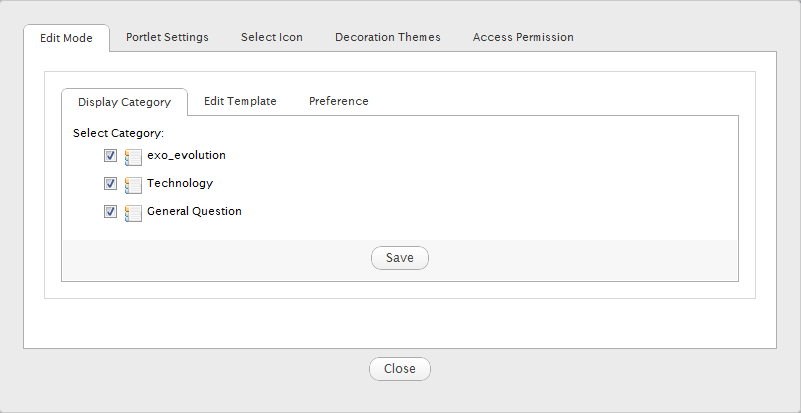 Edit Mode Portlet Settings Select Icon Decoration Themes Access Permission
Display Category Edit Template Preference
Select Category:
exo_evolution
Technology
General Question
Save
Close